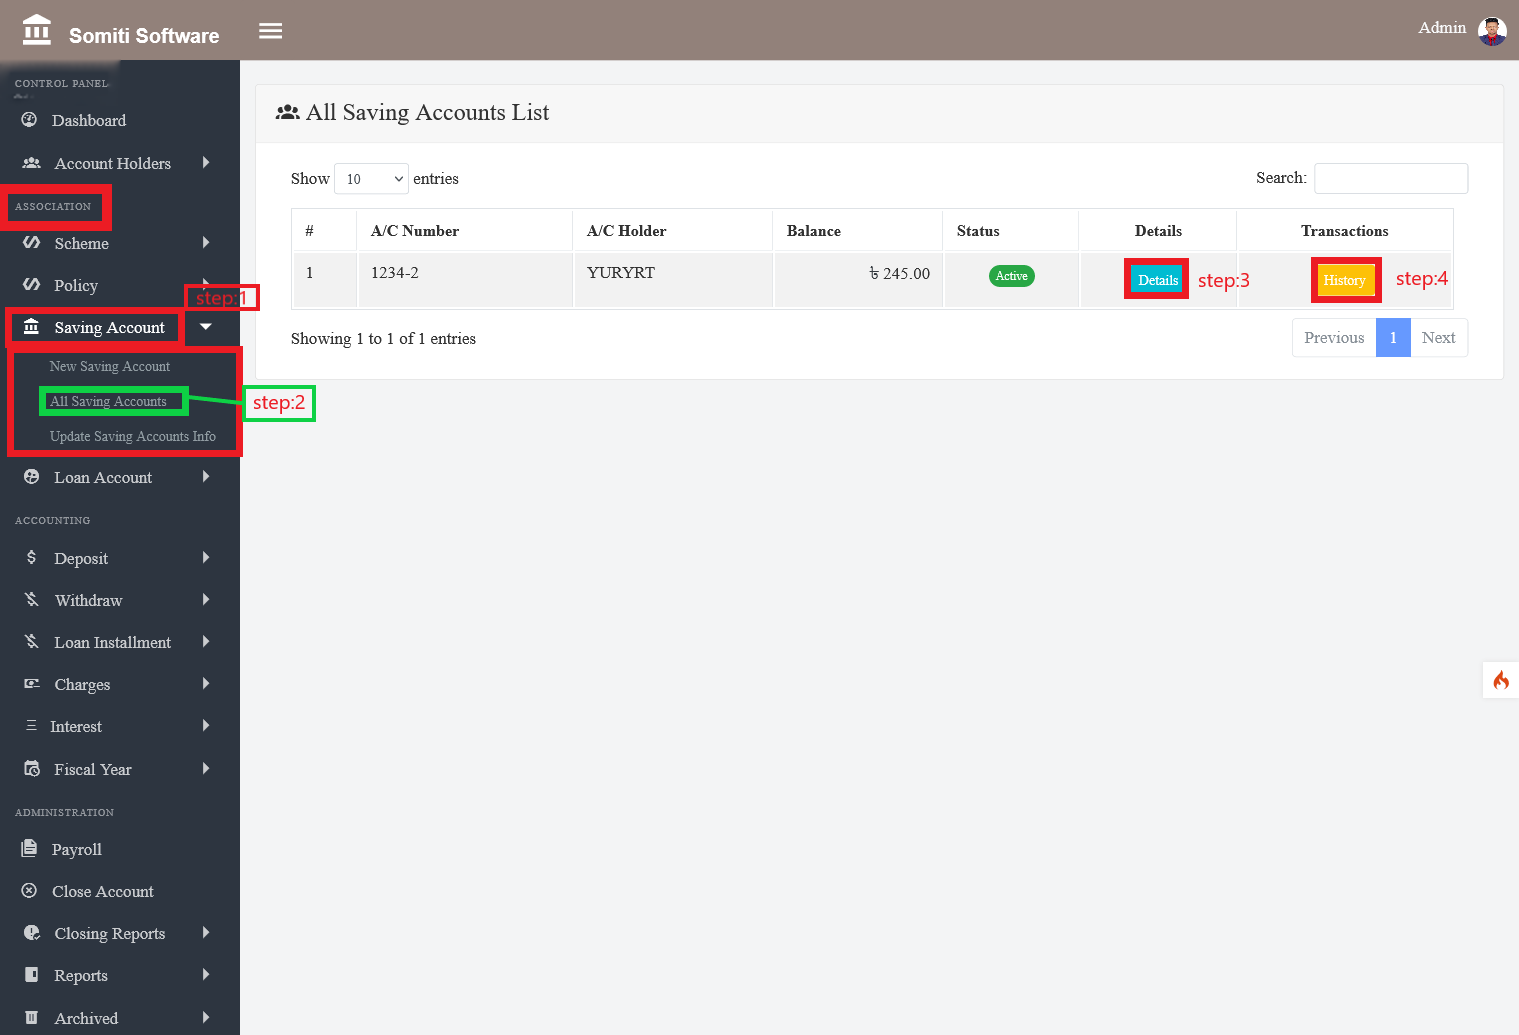 Somiti Software
Admin
CONTROL PANEL
Dashboard
Account Holders
ASSOCIATION
Scheme
Policy
step:1
Saving Account
New Saving Account
All Saving Accounts
step:2
Update Saving Accounts Info
Loan Account
ACCOUNTING
Deposit
Withdraw
Loan Installment
Charges
Interest
Fiscal Year
ADMINISTRATION
Payroll
Close Account
Closing Reports
Reports
Archived
All Saving Accounts List
Show 10 entries
Search:
# A/C Number A/C Holder Balance Status Details Transactions
1 1234-2 YURYRT ৳ 245.00 Active Details step:3 History step:4
Showing 1 to 1 of 1 entries
Previous 1 Next